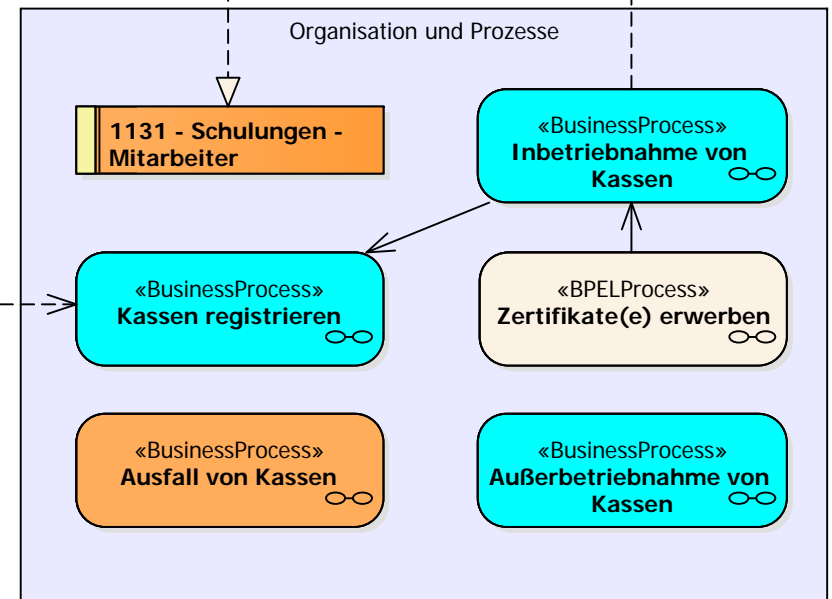 Organisation und Prozesse
1131 - Schulungen -
Mitarbeiter
«BusinessProcess»
Inbetriebnahme von
Kassen
«BusinessProcess»
Kassen registrieren
«BPELProcess»
Zertifikate(e) erwerben
«BusinessProcess»
Ausfall von Kassen
«BusinessProcess»
Außerbetriebnahme von
Kassen